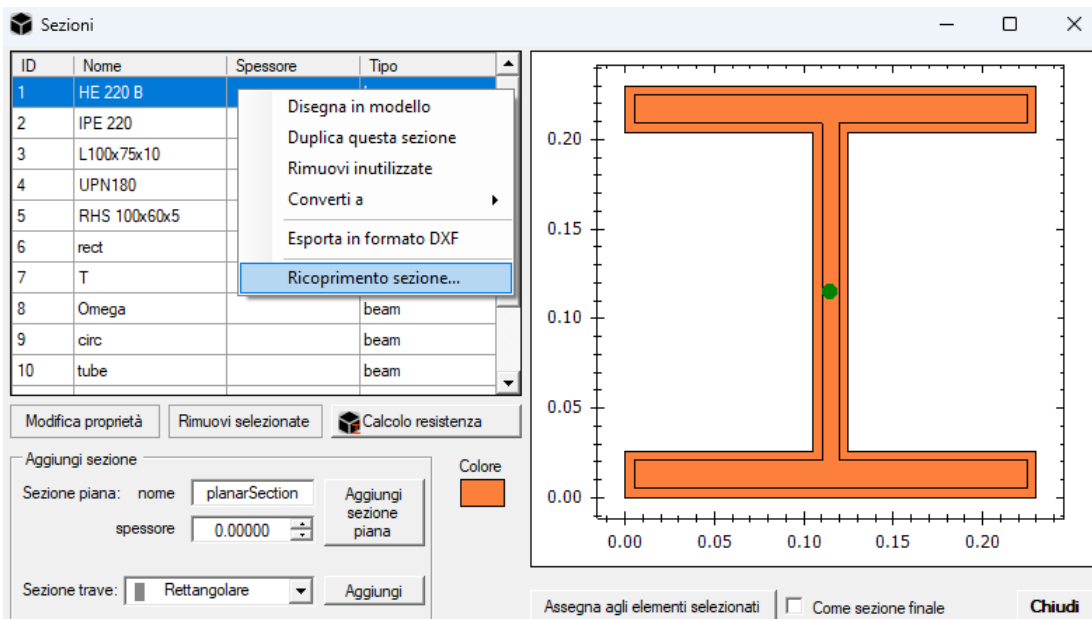 Sezioni
ID Nome Spessore Tipo
1 HE 220 B
2 IPE 220
3 L100x75x10
4 UPN180
5 RHS 100x60x5
6 rect
7 T
8 Omega beam
9 circ beam
10 tube beam
Disegna in modello
Duplica questa sezione
Rimuovi inutilizzate
Converti a
Esporta in formato DXF
Ricoprimento sezione...
Modifica proprietà Rimuovi selezionate Calcolo resistenza
Aggiungi sezione
Sezione piana: nome planarSection
spessore 0.00000
Aggiungi
sezione
piana
Colore
Sezione trave: Rettangolare Aggiungi
0.20
0.15
0.10
0.05
0.00
0.00 0.05 0.10 0.15 0.20
Assegna agli elementi selezionati Come sezione finale Chiudi